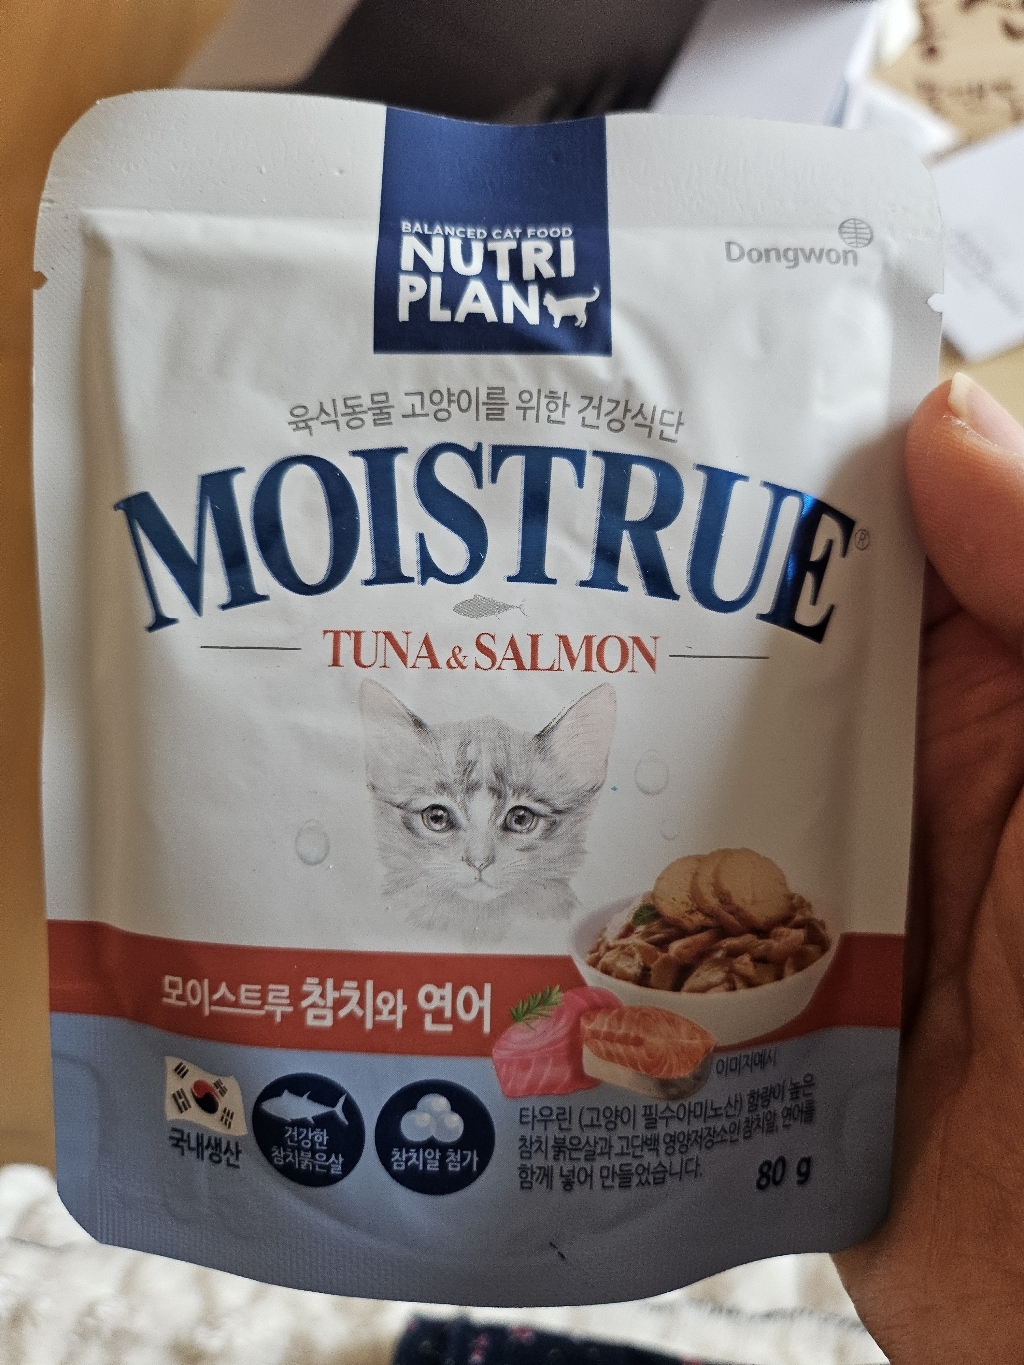 BALANCED CAT FOOD
NUTRI
PLAN
Dongwon
육식동물 고양이를 위한 건강식단
MOISTRUE®
TUNA & SALMON
모이스트루 참치와 연어
이미지예시
국내생산
건강한
참치붉은살
참치알 첨가
타우린 (고양이 필수아미노산) 함량이 높은
참치 붉은살과 고단백 영양저장소인 참치알, 연어를
함께 넣어 만들었습니다.
80 g